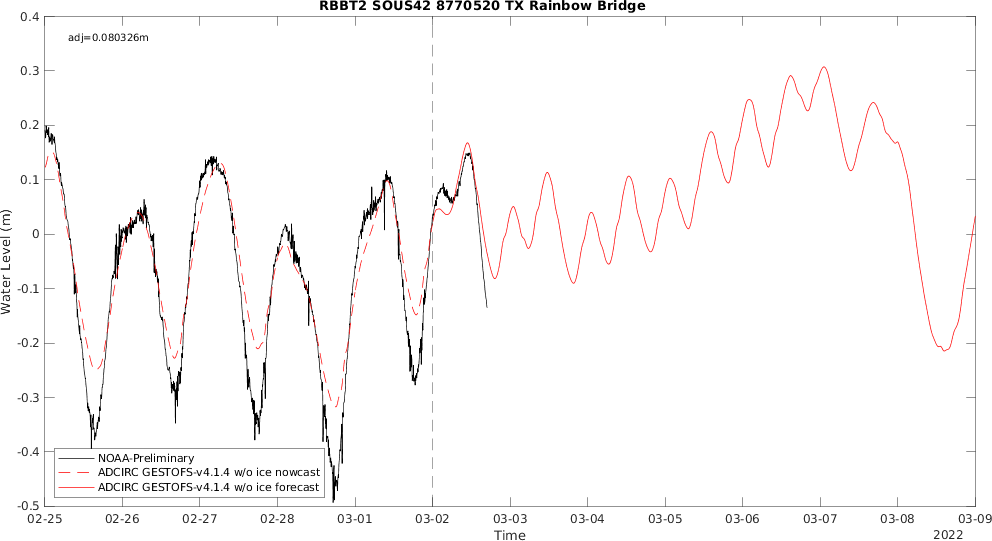 RBBT2 SOUS42 8770520 TX Rainbow Bridge
adj=0.080326m
0.4
0.3
0.2
0.1
0
-0.1
-0.2
-0.3
-0.4
-0.5
Water Level (m)
NOAA-Preliminary
ADCIRC GESTOFS-v4.1.4 w/o ice nowcast
ADCIRC GESTOFS-v4.1.4 w/o ice forecast
02-25 02-26 02-27 02-28 03-01 03-02 03-03 03-04 03-05 03-06 03-07 03-08 03-09
Time
2022